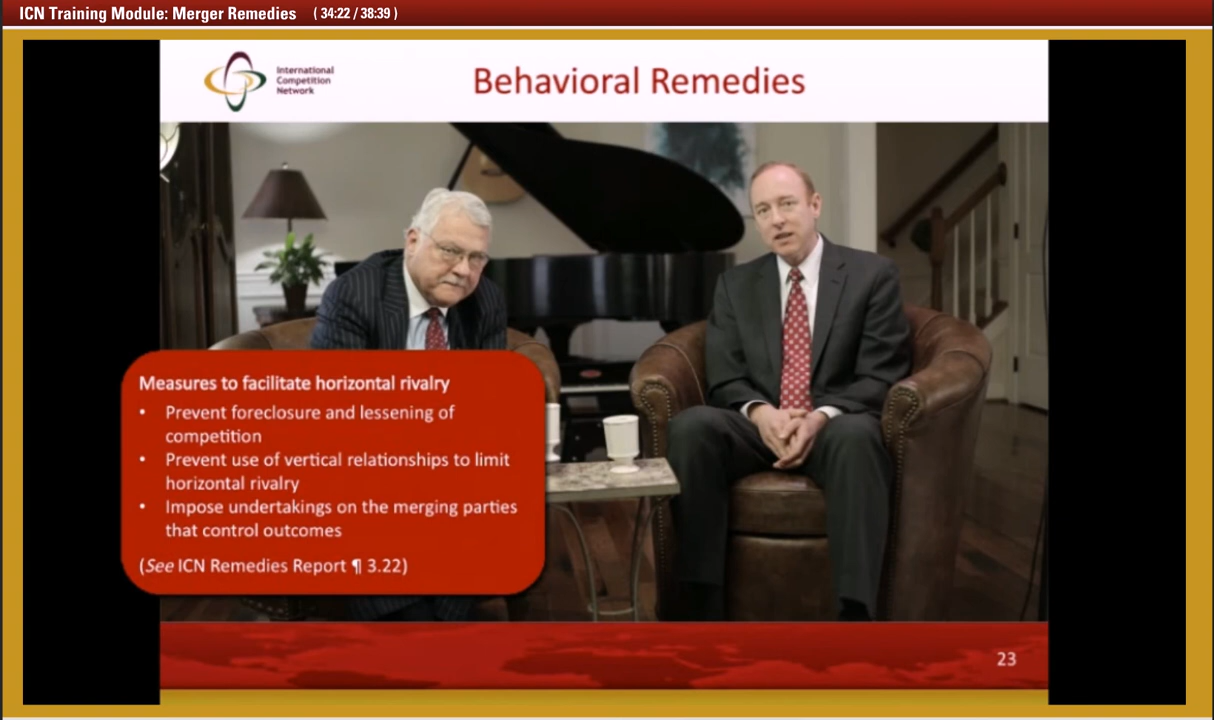 ICN Training Module: Merger Remedies ( 34:22 / 38:39 )
International
Competition
Network
Behavioral Remedies
Measures to facilitate horizontal rivalry
• Prevent foreclosure and lessening of
competition
• Prevent use of vertical relationships to limit
horizontal rivalry
• Impose undertakings on the merging parties
that control outcomes
(See ICN Remedies Report ¶ 3.22)
23